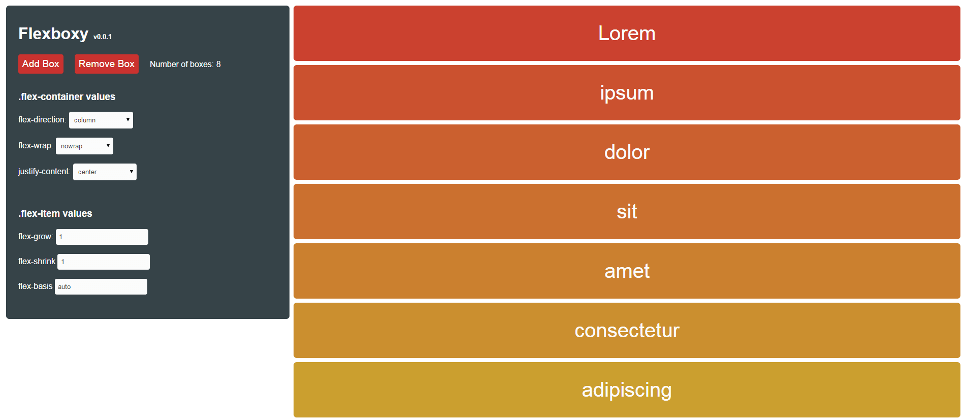 Flexboxy v0.0.1
Add Box Remove Box Number of boxes: 8
.flex-container values
flex-direction column
flex-wrap nowrap
justify-content center
.flex-item values
flex-grow 1
flex-shrink 1
flex-basis auto
Lorem
ipsum
dolor
sit
amet
consectetur
adipiscing